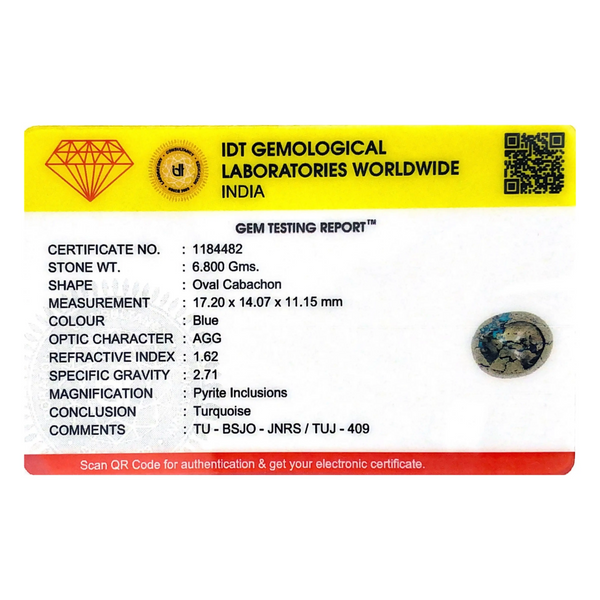 IDT GEMOLOGICAL
LABORATORIES WORLDWIDE
INDIA
GEM TESTING REPORT™
CERTIFICATE NO. : 1184482
STONE WT. : 6.800 Gms.
SHAPE : Oval Cabachon
MEASUREMENT : 17.20 x 14.07 x 11.15 mm
COLOUR : Blue
OPTIC CHARACTER : AGG
REFRACTIVE INDEX : 1.62
SPECIFIC GRAVITY : 2.71
MAGNIFICATION : Pyrite Inclusions
CONCLUSION : Turquoise
COMMENTS : TU - BSJO - JNRS / TUJ - 409
Scan QR Code for authentication & get your electronic certificate.